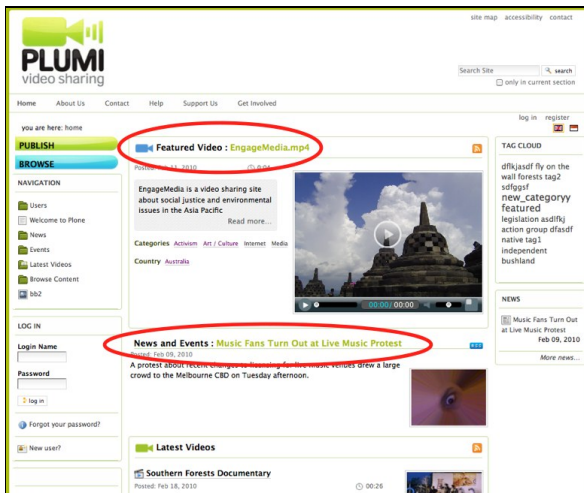 site map accessibility contact
PLUMI
video sharing
Search Site
search
only in current section
Home About Us Contact Help Support Us Get Involved
log in register
you are here: home
PUBLISH
BROWSE
NAVIGATION
Users
Welcome to Plone
News
Events
Latest Videos
Browse Content
bb2
LOG IN
Login Name
Password
log in
Forgot your password?
New user?
Featured Video : EngageMedia.mp4
Posted: Feb 11, 2010 0:06
EngageMedia is a video sharing site
about social justice and environmental
issues in the Asia Pacific
Read more...
Categories Activism Art / Culture Internet Media
Country Australia
00:00/ 00:00
News and Events : Music Fans Turn Out at Live Music Protest
Posted: Feb 09, 2010
A protest about recent changes to licensing for live music venues drew a large
crowd to the Melbourne CBD on Tuesday afternoon.
Latest Videos
Southern Forests Documentary
Posted: Feb 18, 2010 00:26
TAG CLOUD
dflkjasdf fly on the
wall forests tag2
sdfggsf
new_categoryy
featured
legislation asdlfkj
action group dfasdf
native tag1
independent
bushland
NEWS
Music Fans Turn Out
at Live Music Protest
Feb 09, 2010
More news...